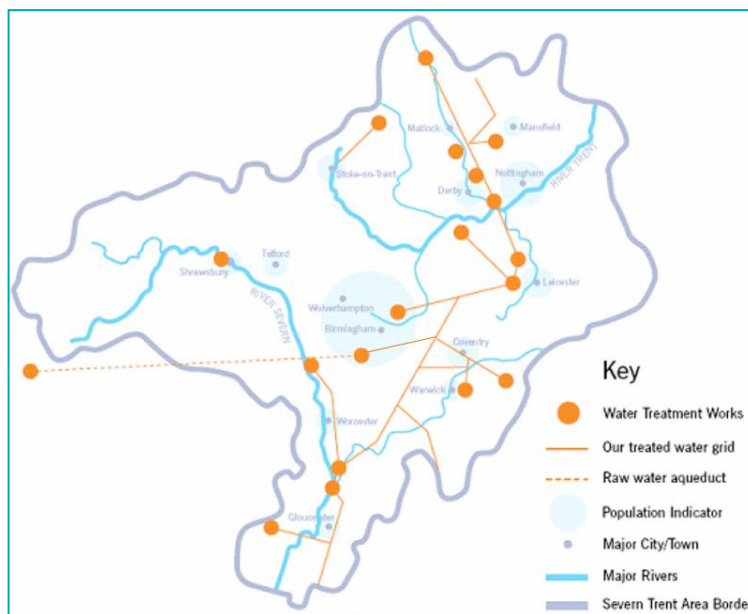 Matlock
Mansfield
Stoke-on-Trent
Derby
Nottingham
RIVER TRENT
Telford
Shrewsbury
Leicester
RIVER SEVERN
Wolverhampton
Birmingham
Coventry
Warwick
Worcester
Gloucester
Key
Water Treatment Works
Our treated water grid
Raw water aqueduct
Population Indicator
Major City/Town
Major Rivers
Severn Trent Area Borde